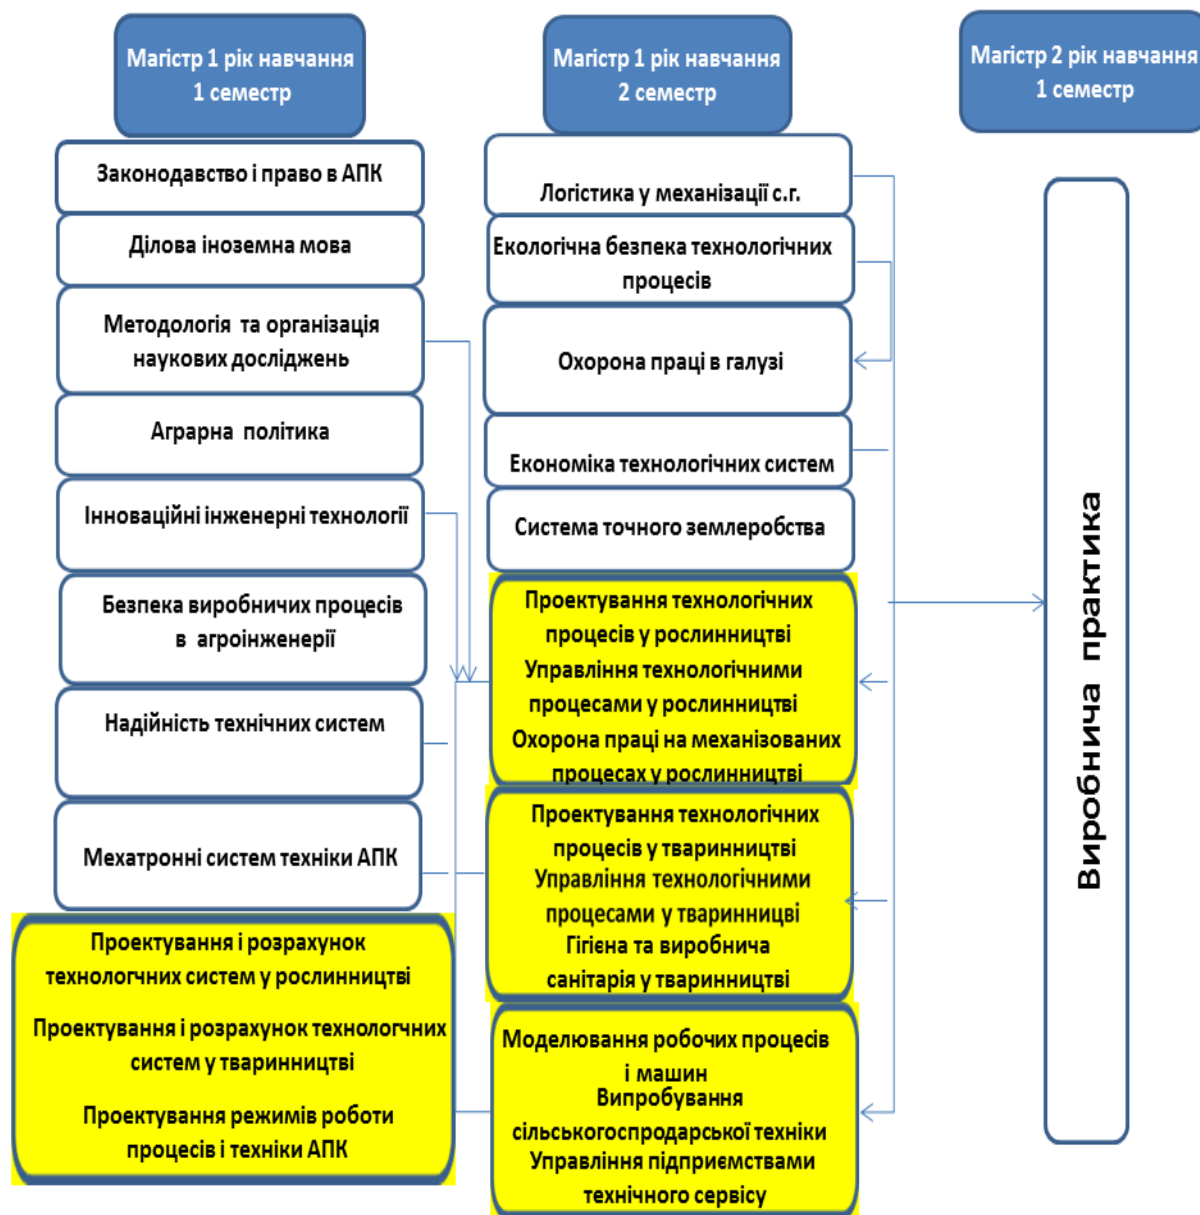 Магістр 1 рік навчання
1 семестр
Законодавство і право в АПК
Ділова іноземна мова
Методологія та організація
наукових досліджень
Аграрна політика
Інноваційні інженерні технології
Безпека виробничих процесів
в агроінженерії
Надійність технічних систем
Мехатронні систем техніки АПК
Проектування і розрахунок
технологчних систем у рослинництві
Проектування і розрахунок технологчних
систем у тваринництві
Проектування режимів роботи
процесів і техніки АПК
Магістр 1 рік навчання
2 семестр
Логістика у механізації с.г.
Екологічна безпека технологічних
процесів
Охорона праці в галузі
Економіка технологічних систем
Система точного землеробства
Проектування технологічних
процесів у рослинництві
Управління технологічними
процесами у рослинництві
Охорона праці на механізованих
процесах у рослинництві
Проектування технологічних
процесів у тваринництві
Управління технологічними
процесами у тваринницві
Гігієна та виробнича
санітарія у тваринництві
Моделювання робочих процесів
і машин
Випробування
сільськогосподарської техніки
Управління підприємствами
технічного сервісу
Магістр 2 рік навчання
1 семестр
Виробнича практика